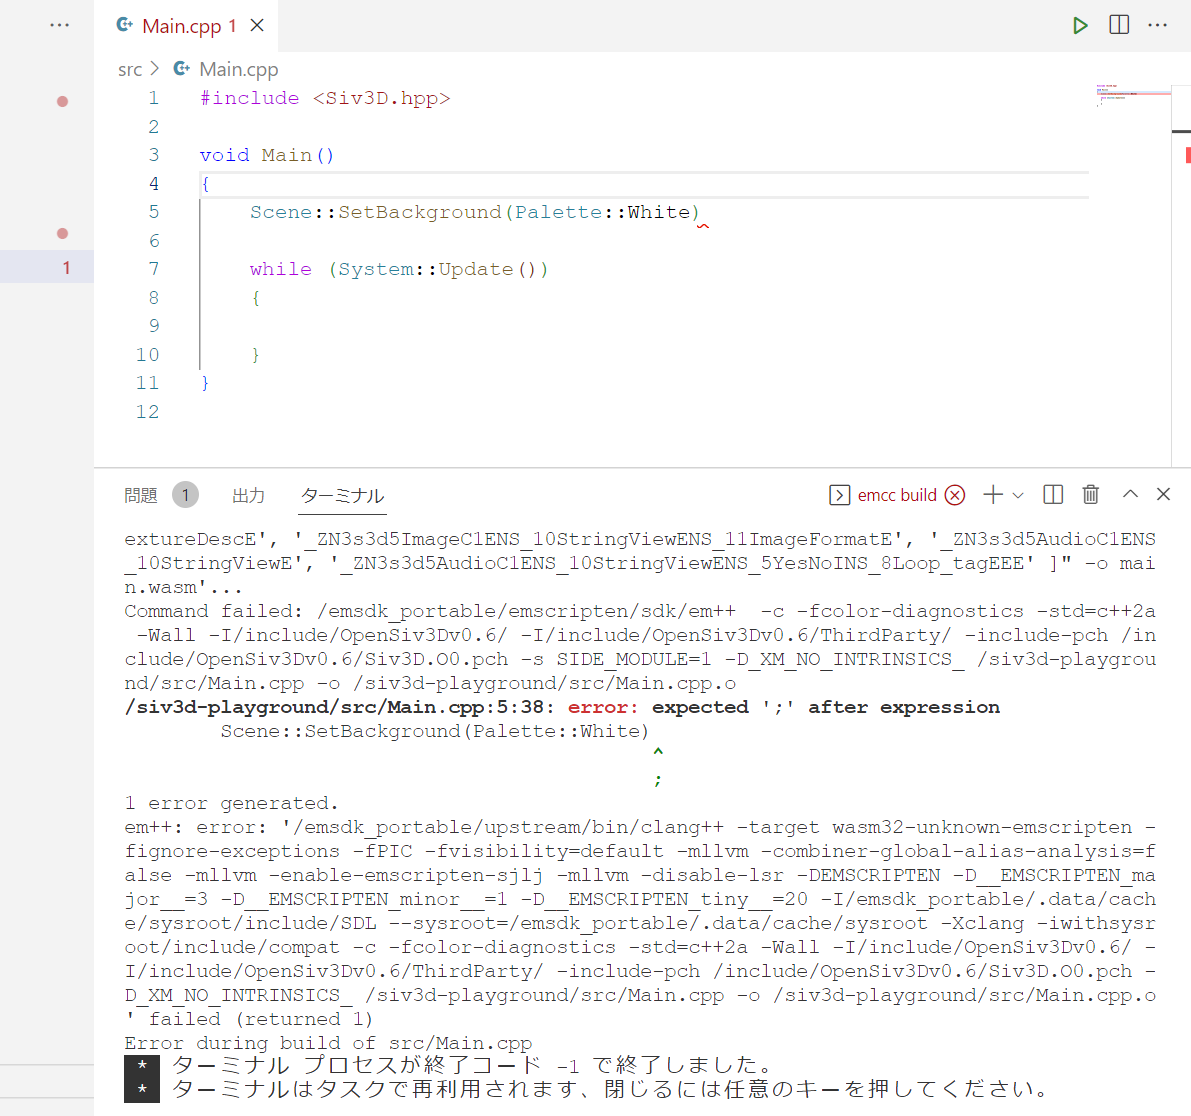 ···
Main.cpp 1
···
src > Main.cpp
1 #include <Siv3D.hpp>
2
3 void Main()
4 {
5     Scene::SetBackground(Palette::White)
6
7     while (System::Update())
8     {
9
10     }
11 }
12
1
問題 1 出力 ターミナル emcc build
extureDescE', '_ZN3s3d5ImageC1ENS_10StringViewENS_11ImageFormatE', '_ZN3s3d5AudioC1ENS
_10StringViewE', '_ZN3s3d5AudioC1ENS_10StringViewENS_5YesNoINS_8Loop_tagEEE' ]" -o mai
n.wasm'...
Command failed: /emsdk_portable/emscripten/sdk/em++  -c -fcolor-diagnostics -std=c++2a
 -Wall -I/include/OpenSiv3Dv0.6/ -I/include/OpenSiv3Dv0.6/ThirdParty/ -include-pch /in
clude/OpenSiv3Dv0.6/Siv3D.O0.pch -s SIDE_MODULE=1 -D_XM_NO_INTRINSICS_ /siv3d-playgrou
nd/src/Main.cpp -o /siv3d-playground/src/Main.cpp.o
/siv3d-playground/src/Main.cpp:5:38: error: expected ';' after expression
        Scene::SetBackground(Palette::White)
                                            ^
                                            ;
1 error generated.
em++: error: '/emsdk_portable/upstream/bin/clang++ -target wasm32-unknown-emscripten -
fignore-exceptions -fPIC -fvisibility=default -mllvm -combiner-global-alias-analysis=f
alse -mllvm -enable-emscripten-sjlj -mllvm -disable-lsr -DEMSCRIPTEN -D__EMSCRIPTEN_ma
jor__=3 -D__EMSCRIPTEN_minor__=1 -D__EMSCRIPTEN_tiny__=20 -I/emsdk_portable/.data/cach
e/sysroot/include/SDL --sysroot=/emsdk_portable/.data/cache/sysroot -Xclang -iwithsysr
oot/include/compat -c -fcolor-diagnostics -std=c++2a -Wall -I/include/OpenSiv3Dv0.6/ -
I/include/OpenSiv3Dv0.6/ThirdParty/ -include-pch /include/OpenSiv3Dv0.6/Siv3D.O0.pch -
D_XM_NO_INTRINSICS_ /siv3d-playground/src/Main.cpp -o /siv3d-playground/src/Main.cpp.o
' failed (returned 1)
Error during build of src/Main.cpp
* ターミナル プロセスが終了コード -1 で終了しました。
* ターミナルはタスクで再利用されます、閉じるには任意のキーを押してください。